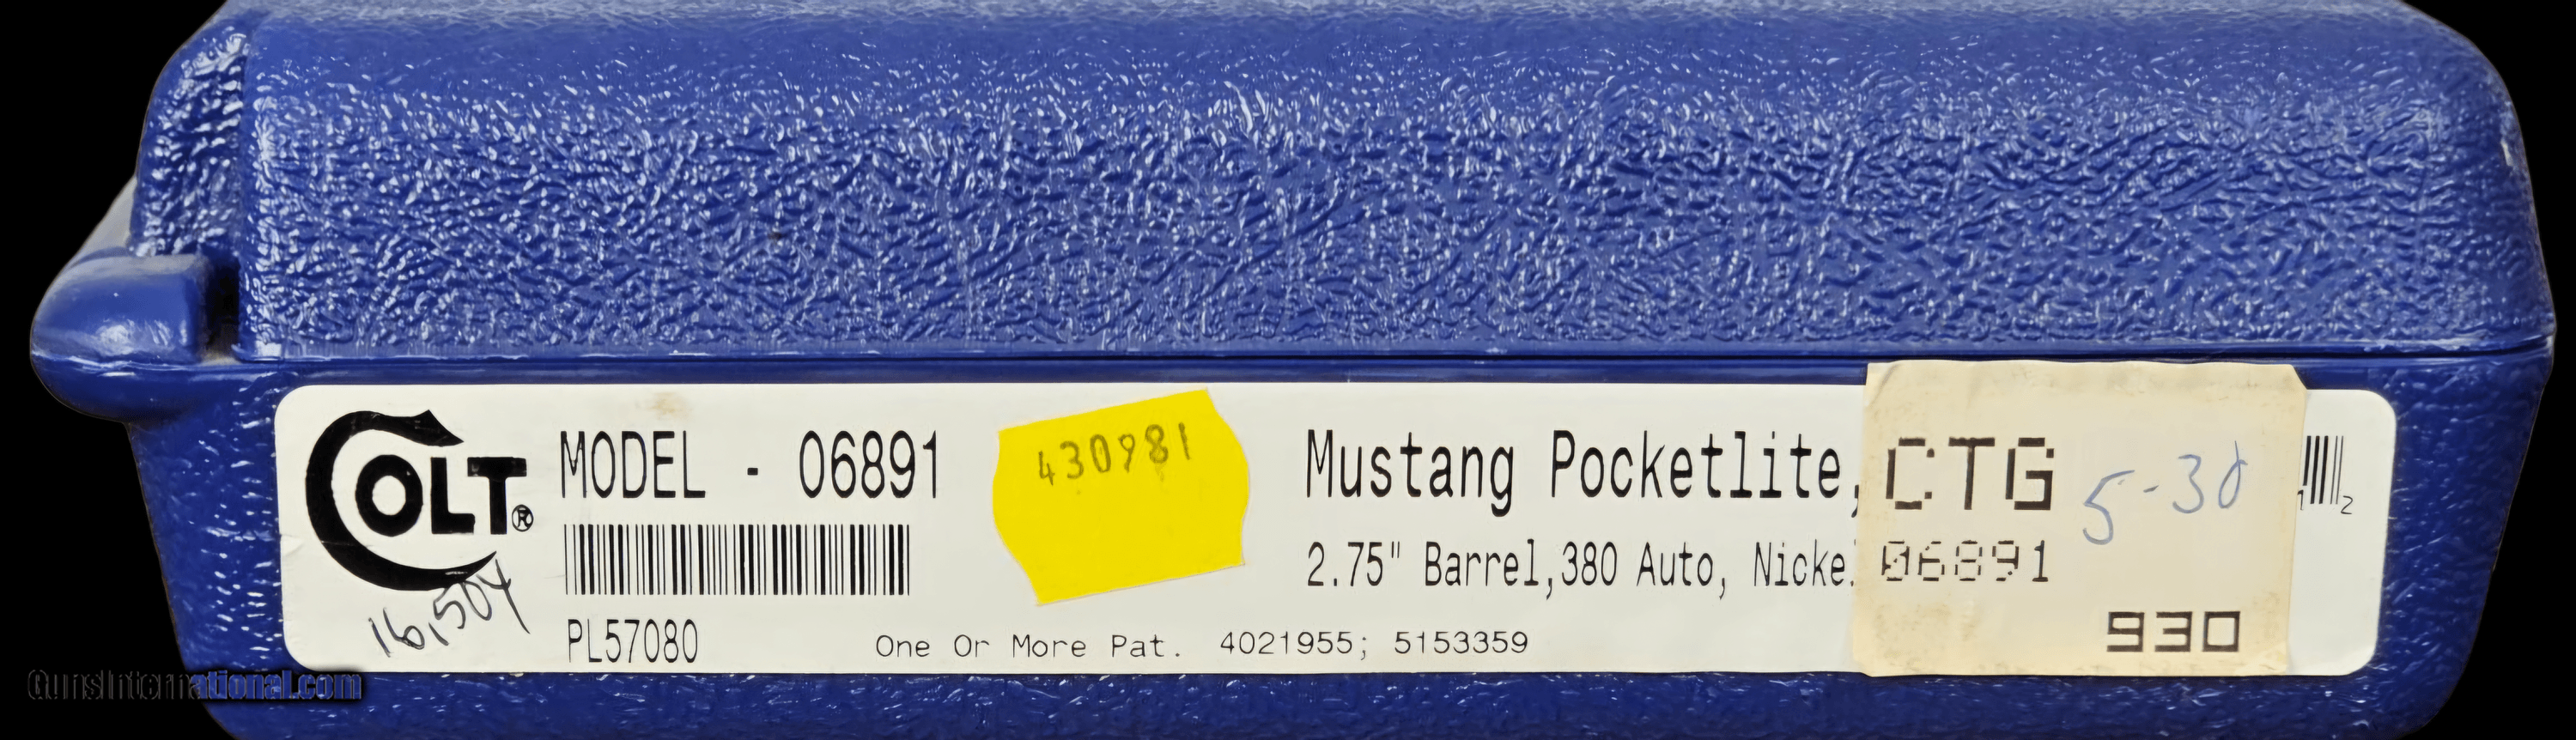 COLT®
MODEL - 06891
430981
Mustang Pocketlite,
CTG
5-30
2.75" Barrel,380 Auto,
06891
16,504
PL57080
One Or More Pat. 4021955; 5153359
930
2
GunsInternational.com